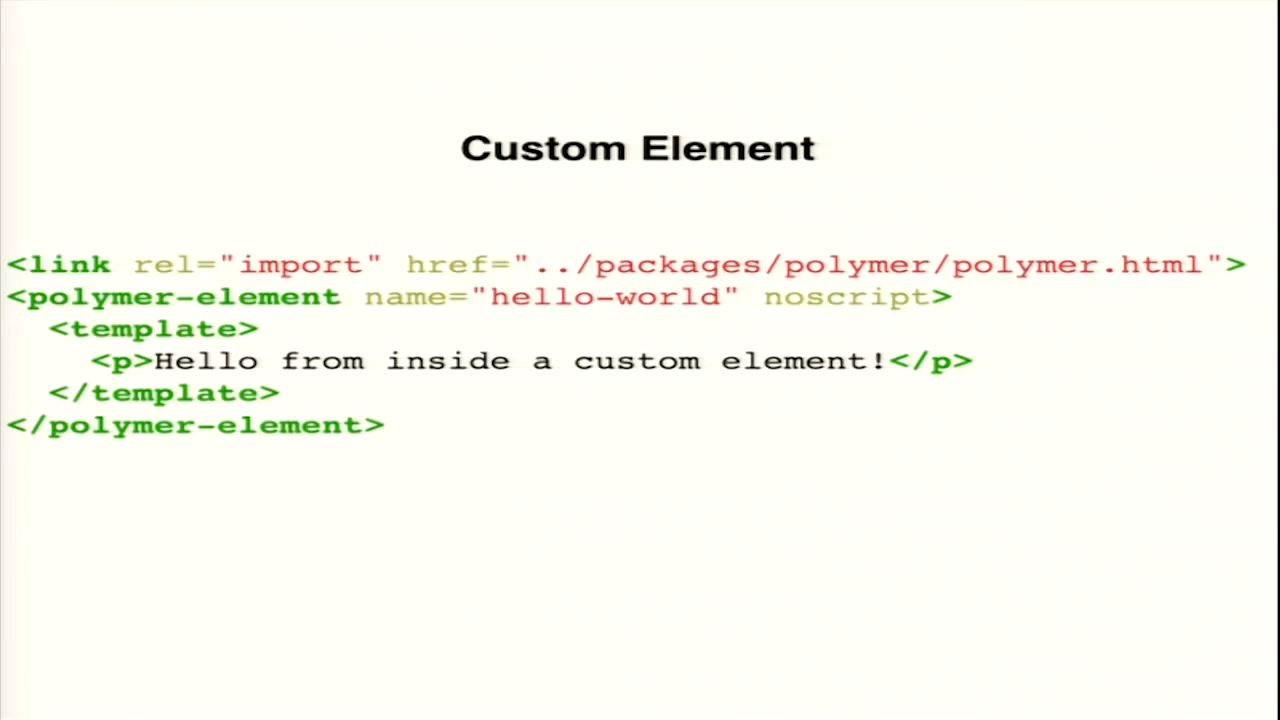 Custom Element
<link rel="import" href="../packages/polymer/polymer.html">
<polymer-element name="hello-world" noscript>
  <template>
    <p>Hello from inside a custom element!</p>
  </template>
</polymer-element>